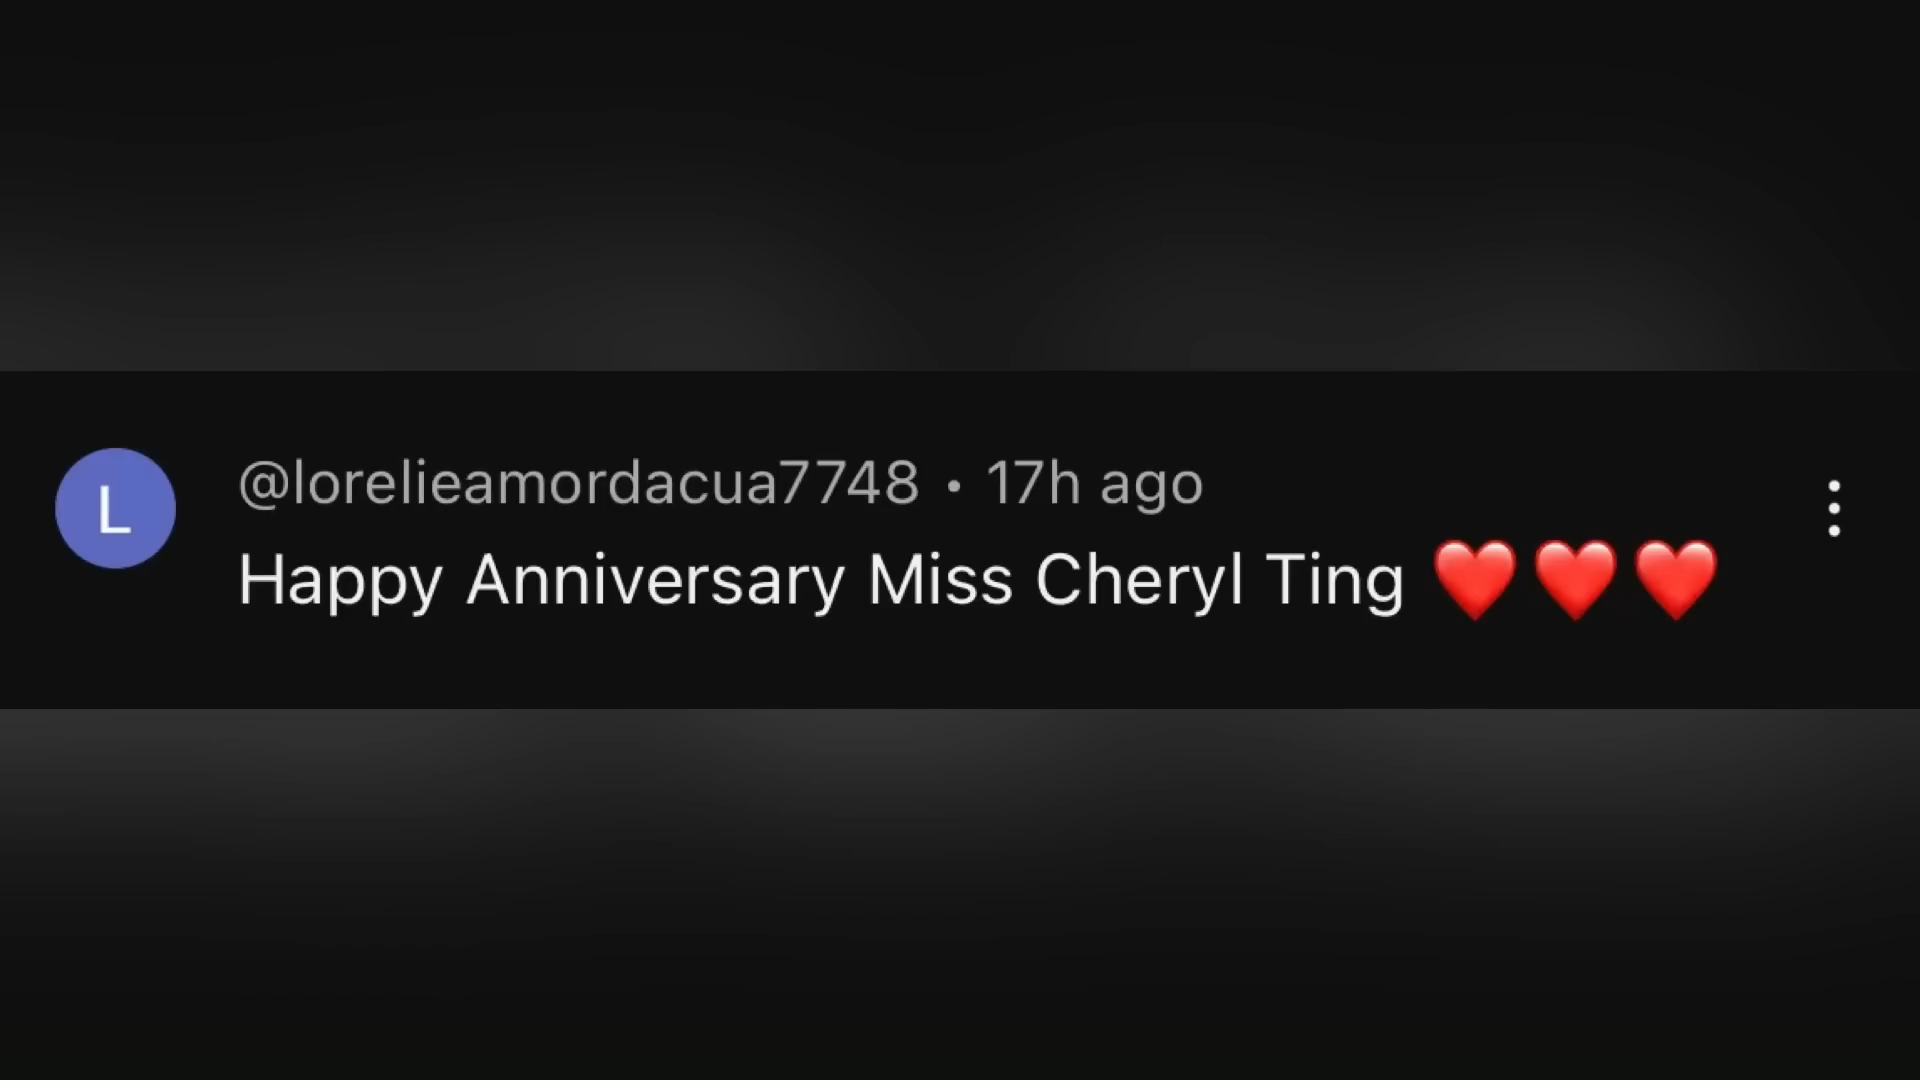 L
@lorelieamordacua7748 • 17h ago
Happy Anniversary Miss Cheryl Ting ❤️❤️❤️